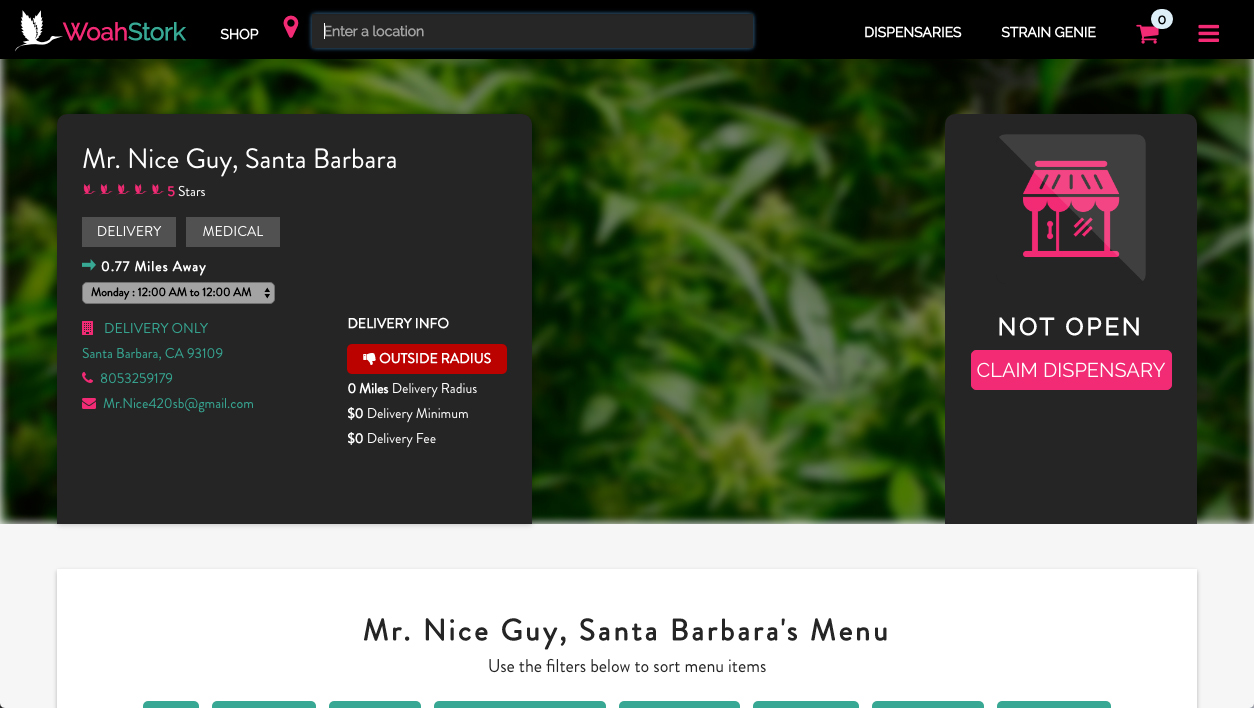 WoahStork
SHOP
Enter a location
DISPENSARIES
STRAIN GENIE
0
Mr. Nice Guy, Santa Barbara
5 Stars
DELIVERY
MEDICAL
0.77 Miles Away
Monday : 12:00 AM to 12:00 AM
DELIVERY ONLY
Santa Barbara, CA 93109
8053259179
Mr.Nice420sb@gmail.com
DELIVERY INFO
OUTSIDE RADIUS
0 Miles Delivery Radius
$0 Delivery Minimum
$0 Delivery Fee
NOT OPEN
CLAIM DISPENSARY
Mr. Nice Guy, Santa Barbara's Menu
Use the filters below to sort menu items